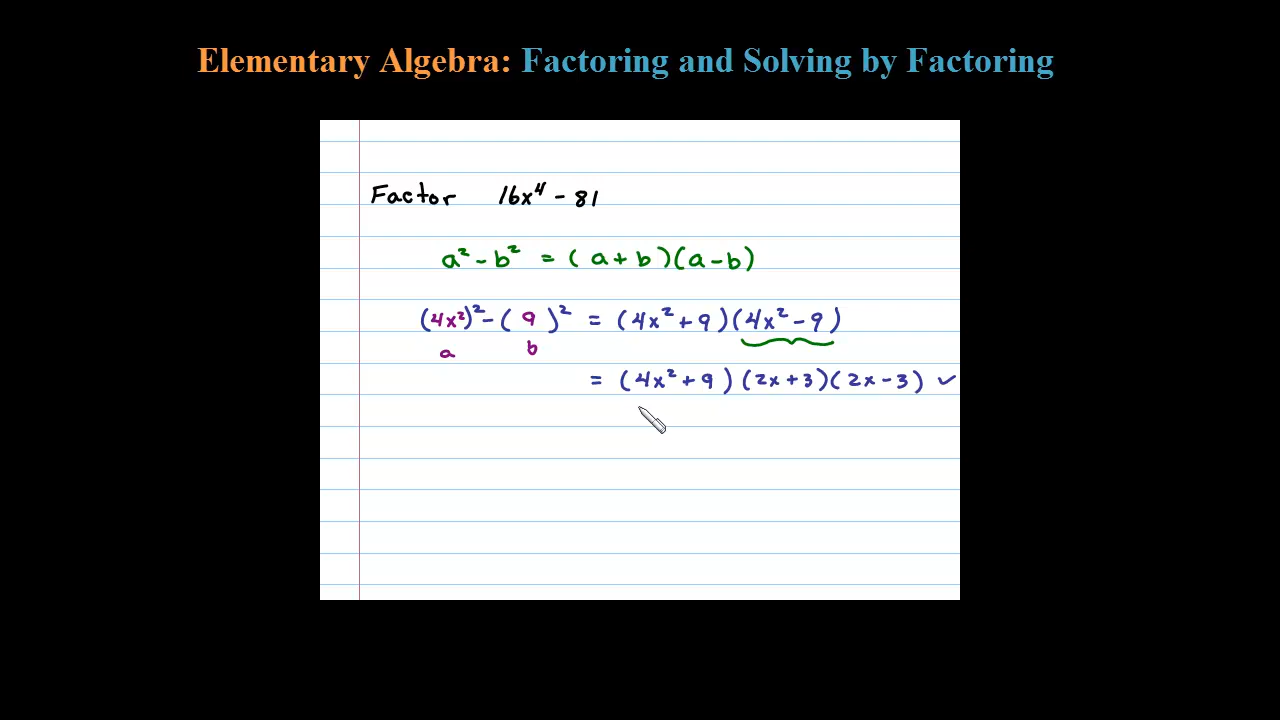 Elementary Algebra: Factoring and Solving by Factoring
Factor 16x⁴ - 81
a² - b² = (a + b)(a - b)
(4x²)² - (9)² = (4x² + 9)(4x² - 9)
a b
= (4x² + 9)(2x + 3)(2x - 3) ✓